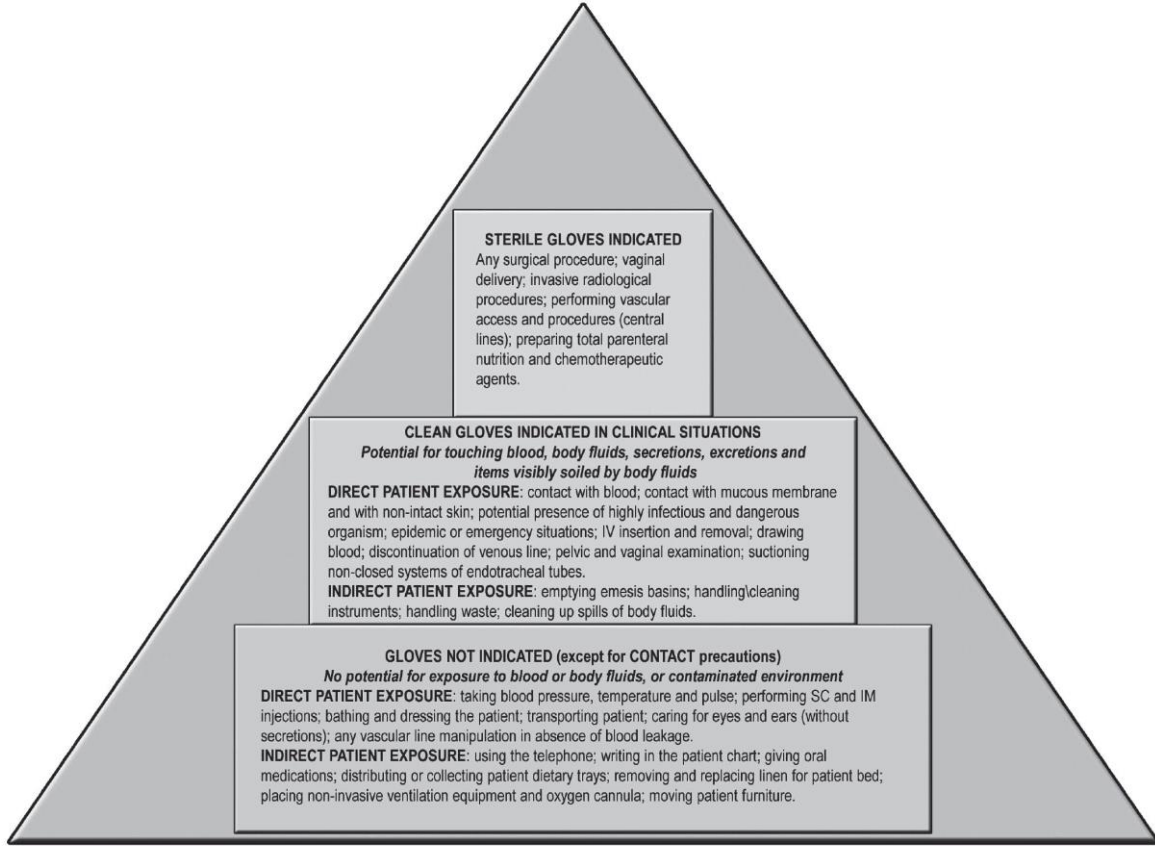 STERILE GLOVES INDICATED
Any surgical procedure; vaginal
delivery; invasive radiological
procedures; performing vascular
access and procedures (central
lines); preparing total parenteral
nutrition and chemotherapeutic
agents.
CLEAN GLOVES INDICATED IN CLINICAL SITUATIONS
Potential for touching blood, body fluids, secretions, excretions and
items visibly soiled by body fluids
DIRECT PATIENT EXPOSURE: contact with blood; contact with mucous membrane
and with non-intact skin; potential presence of highly infectious and dangerous
organism; epidemic or emergency situations; IV insertion and removal; drawing
blood; discontinuation of venous line; pelvic and vaginal examination; suctioning
non-closed systems of endotracheal tubes.
INDIRECT PATIENT EXPOSURE: emptying emesis basins; handling\cleaning
instruments; handling waste; cleaning up spills of body fluids.
GLOVES NOT INDICATED (except for CONTACT precautions)
No potential for exposure to blood or body fluids, or contaminated environment
DIRECT PATIENT EXPOSURE: taking blood pressure, temperature and pulse; performing SC and IM
injections; bathing and dressing the patient; transporting patient; caring for eyes and ears (without
secretions); any vascular line manipulation in absence of blood leakage.
INDIRECT PATIENT EXPOSURE: using the telephone; writing in the patient chart; giving oral
medications; distributing or collecting patient dietary trays; removing and replacing linen for patient bed;
placing non-invasive ventilation equipment and oxygen cannula; moving patient furniture.